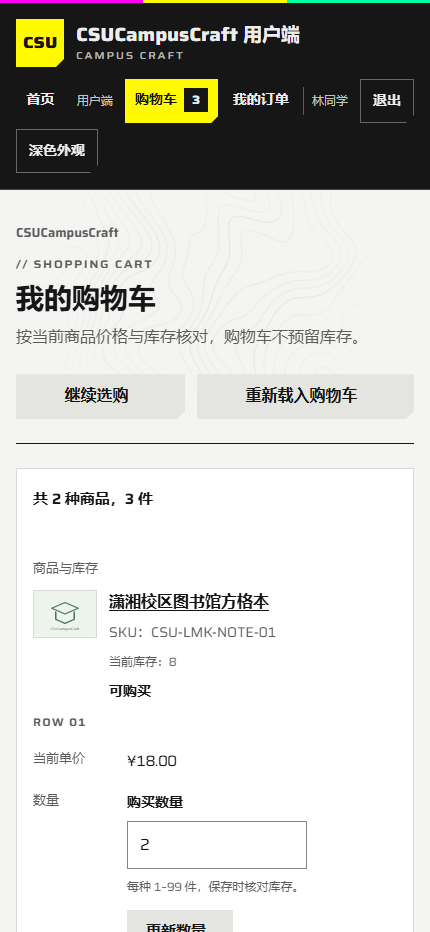 CSU
CSUCampusCraft 用户端
CAMPUS CRAFT
首页 用户端 购物车 3 我的订单 林同学 退出
深色外观
CSUCampusCraft
// SHOPPING CART
我的购物车
按当前商品价格与库存核对，购物车不预留库存。
继续选购 重新载入购物车
共 2 种商品，3 件
商品与库存
潇湘校区图书馆方格本
SKU：CSU-LMK-NOTE-01
当前库存：8
可购买
ROW 01
当前单价 ¥18.00
数量 购买数量
2
每种 1–99 件，保存时核对库存。
更新数量